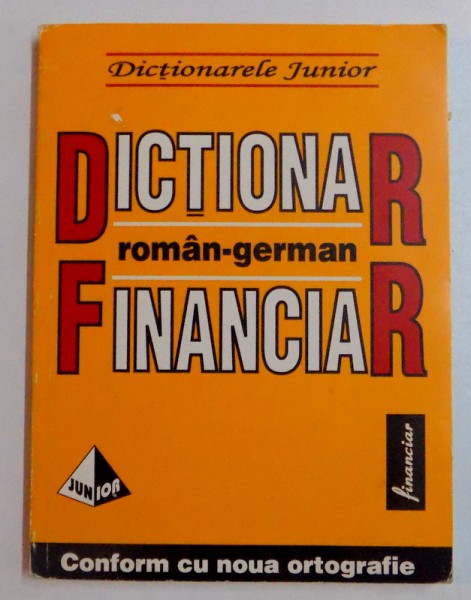 Dicționarele Junior
DICȚIONAR
român-german
FINANCIAR
JUNIOR
financiar
Conform cu noua ortografie